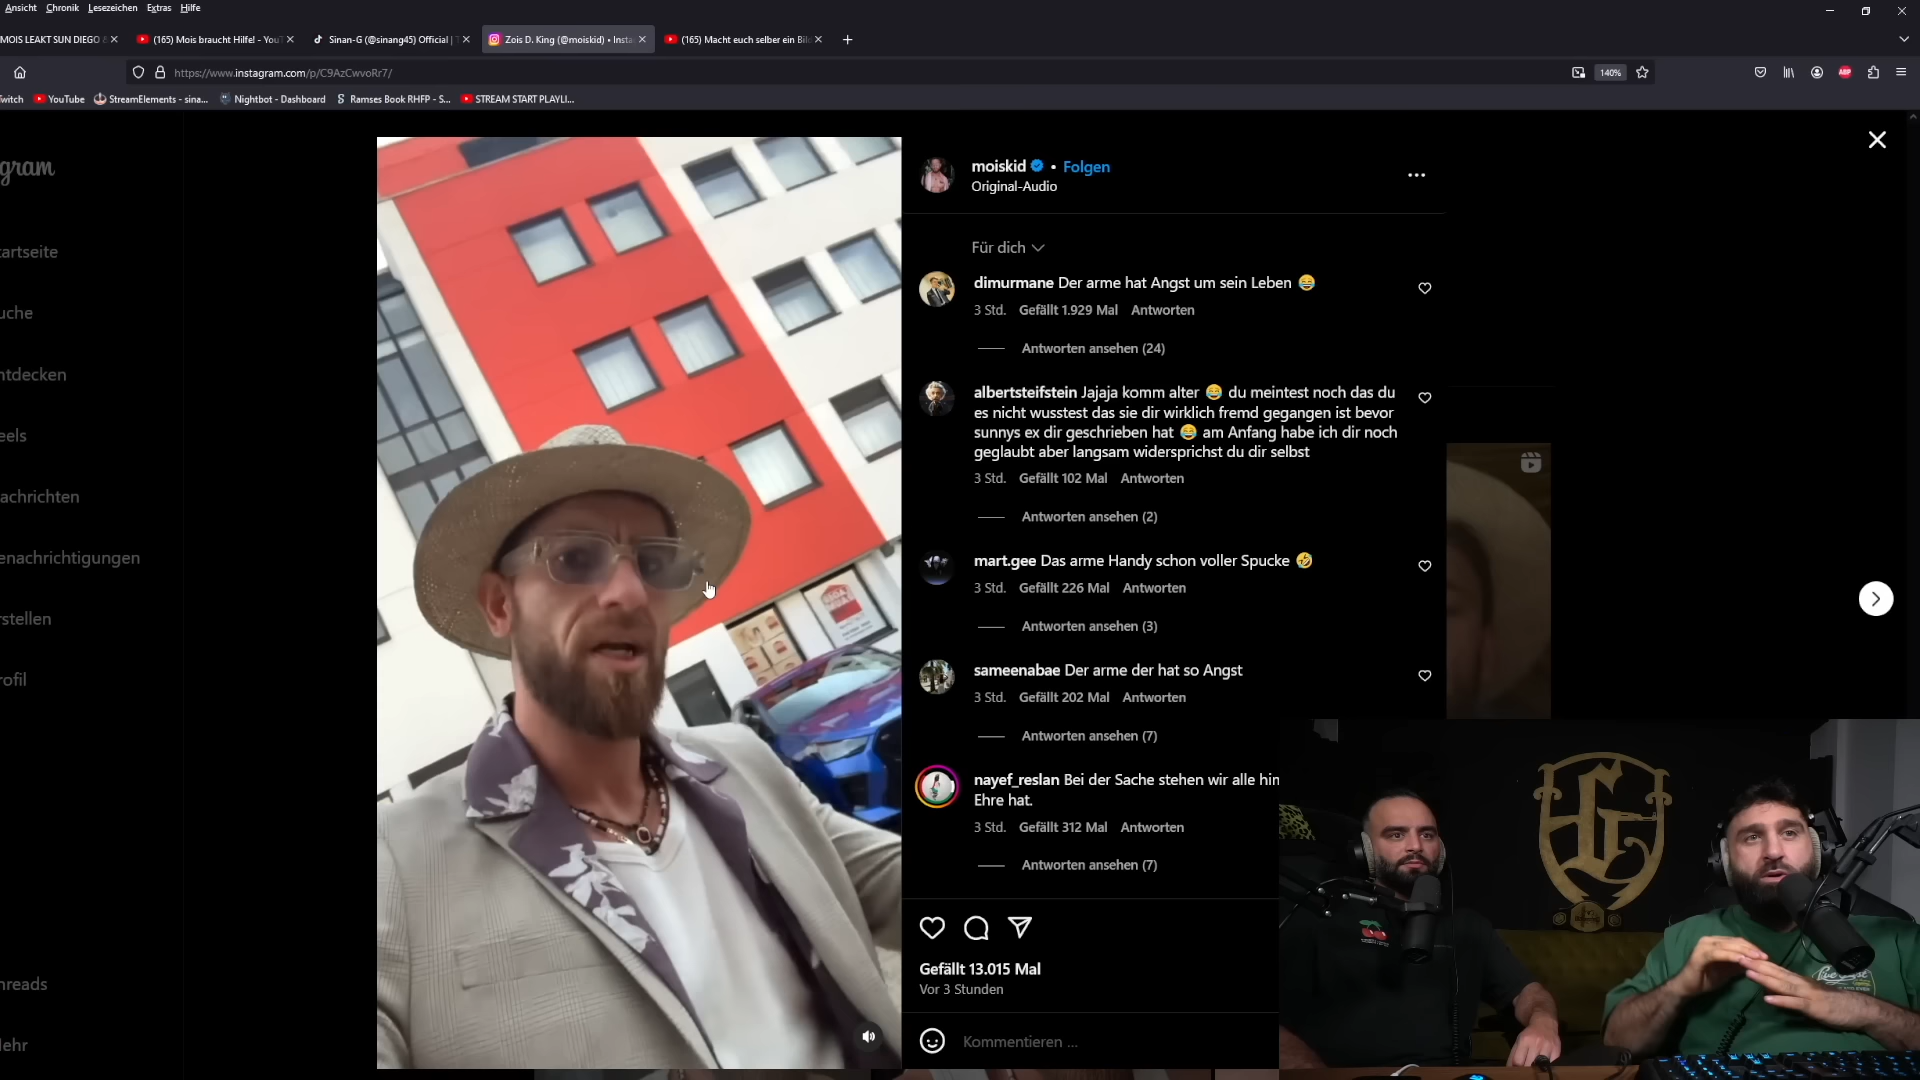 Ansicht Chronik Lesezeichen Extras Hilfe
MOIS LEAKT SUN DIEGO
(165) Mois braucht Hilfe! - YouT
Sinan-G (@sinang45) Official | T
Zois D. King (@moiskid) • Insta
(165) Macht euch selber ein Bil
https://www.instagram.com/p/C9AzCwvoRr7/
140%
ABP
witch
YouTube
StreamElements - sina...
Nightbot - Dashboard
Ramses Book RHFP - S...
STREAM START PLAYLI...
gram
artseite
uche
ntdecken
eels
achrichten
enachrichtigungen
rstellen
rofil
hreads
ehr
moiskid • Folgen
Original-Audio
Für dich
dimurmane Der arme hat Angst um sein Leben 😂
3 Std. Gefällt 1.929 Mal Antworten
Antworten ansehen (24)
albertsteifstein Jajaja komm alter 😂 du meintest noch das du
es nicht wusstest das sie dir wirklich fremd gegangen ist bevor
sunnys ex dir geschrieben hat 😂 am Anfang habe ich dir noch
geglaubt aber langsam widersprichst du dir selbst
3 Std. Gefällt 102 Mal Antworten
Antworten ansehen (2)
mart.gee Das arme Handy schon voller Spucke 🤣
3 Std. Gefällt 226 Mal Antworten
Antworten ansehen (3)
sameenabae Der arme der hat so Angst
3 Std. Gefällt 202 Mal Antworten
Antworten ansehen (7)
nayef_reslan Bei der Sache stehen wir alle hin
Ehre hat.
3 Std. Gefällt 312 Mal Antworten
Antworten ansehen (7)
Gefällt 13.015 Mal
Vor 3 Stunden
Kommentieren ...